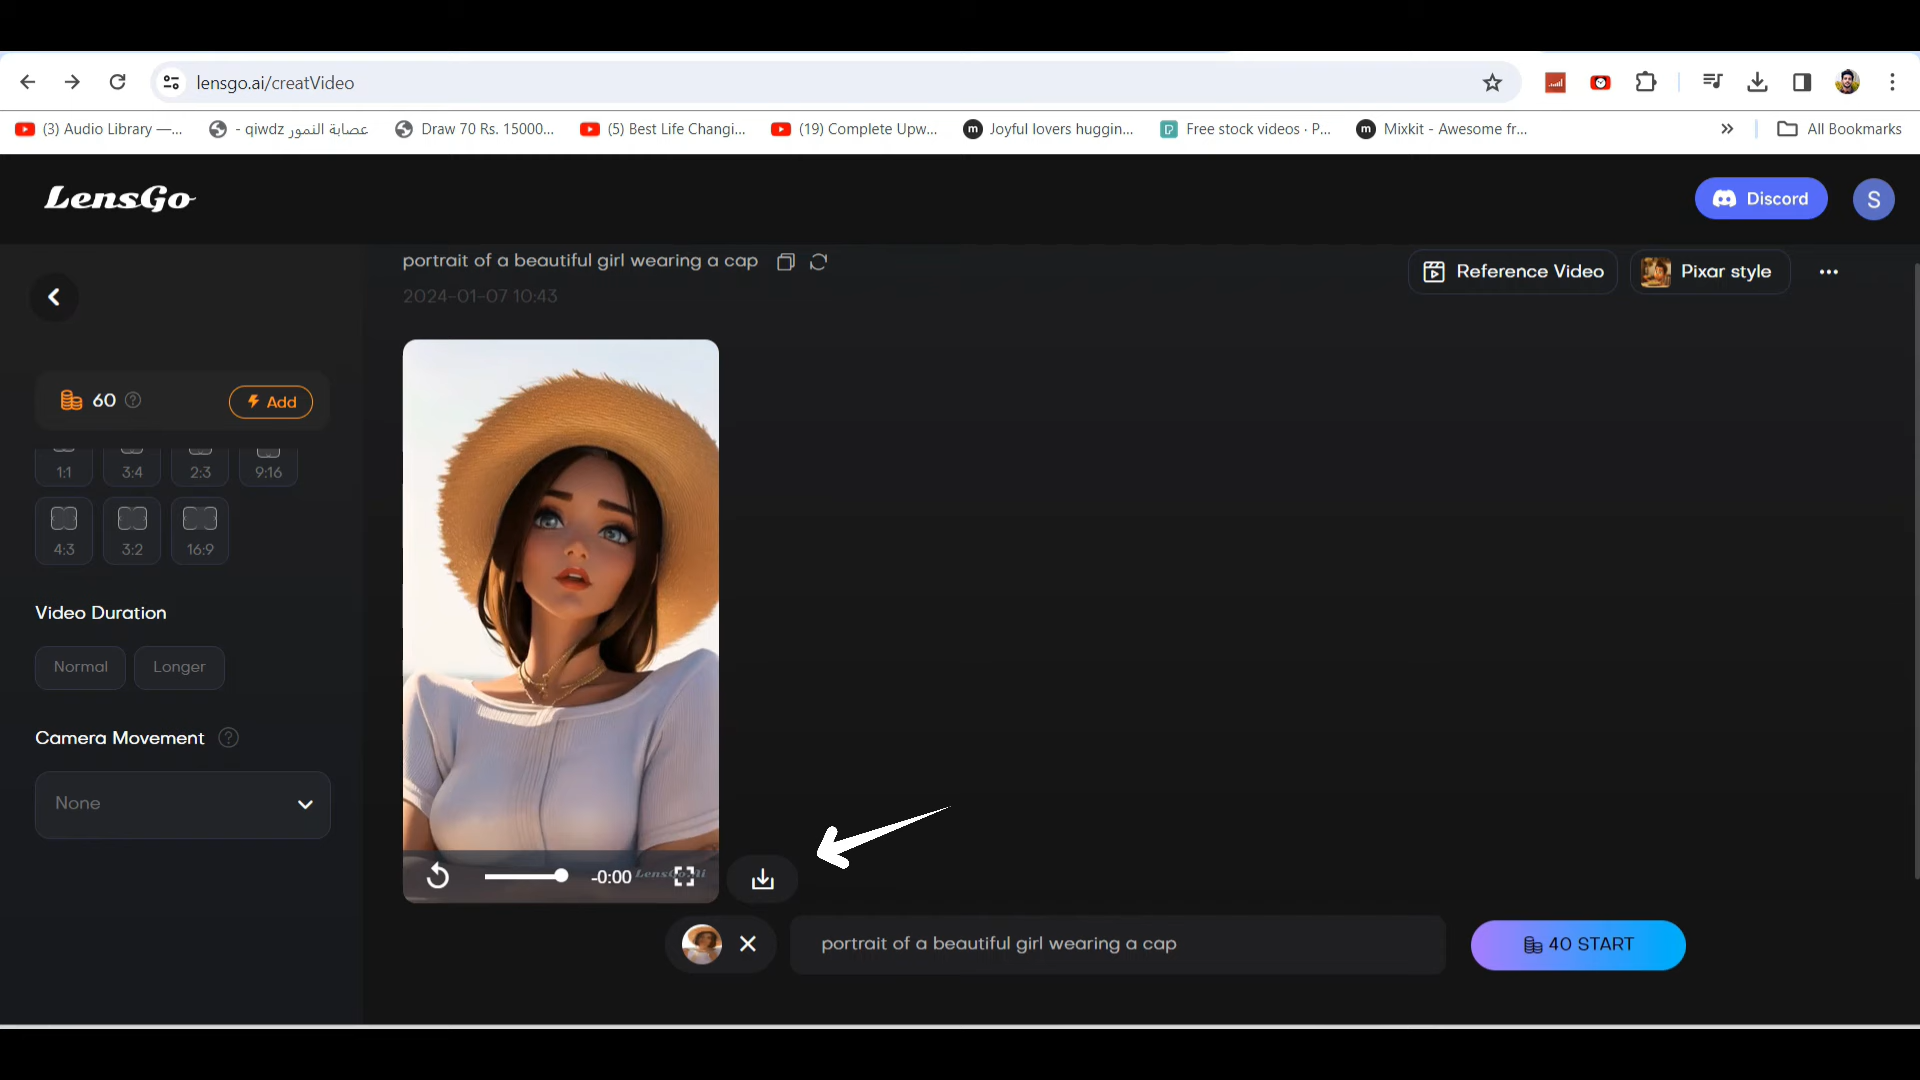 lensgo.ai/creatVideo
(3) Audio Library —...
- qiwdz عصابة النمور
Draw 70 Rs. 15000...
(5) Best Life Changi...
(19) Complete Upw...
Joyful lovers huggin...
Free stock videos · P...
Mixkit - Awesome fr...
All Bookmarks
LensGo
Discord
S
portrait of a beautiful girl wearing a cap
2024-01-07 10:43
Reference Video
Pixar style
60
Add
1:1
3:4
2:3
9:16
4:3
3:2
16:9
Video Duration
Normal
Longer
Camera Movement
None
-0:00
LensGo.Ai
portrait of a beautiful girl wearing a cap
40 START